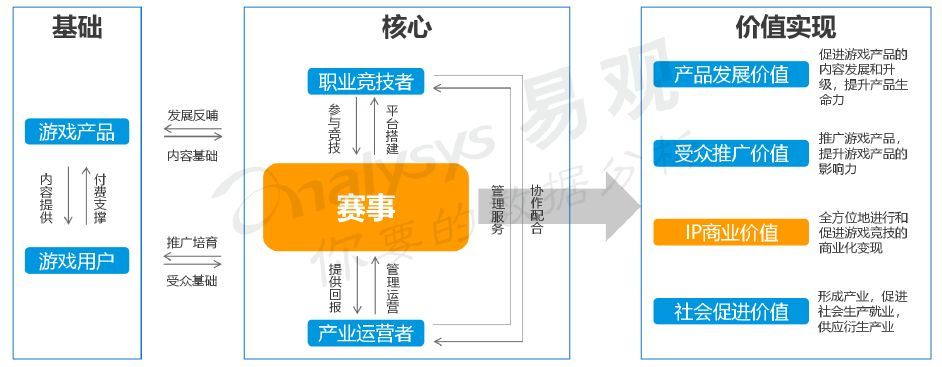 基础
游戏产品
内容提供
付费支撑
游戏用户
发展反哺
内容基础
推广培育
受众基础
核心
职业竞技者
参与竞技
平台搭建
赛事
提供回报
管理运营
产业运营者
管理服务
协作配合
价值实现
产品发展价值
促进游戏产品的
内容发展和升
级，提升产品生
命力
受众推广价值
推广游戏产品，
提升游戏产品的
影响力
IP商业价值
全方位地进行和
促进游戏竞技的
商业化变现
社会促进价值
形成产业，促进
社会生产就业，
供应衍生产业
analysys 易观
你要的数据分析